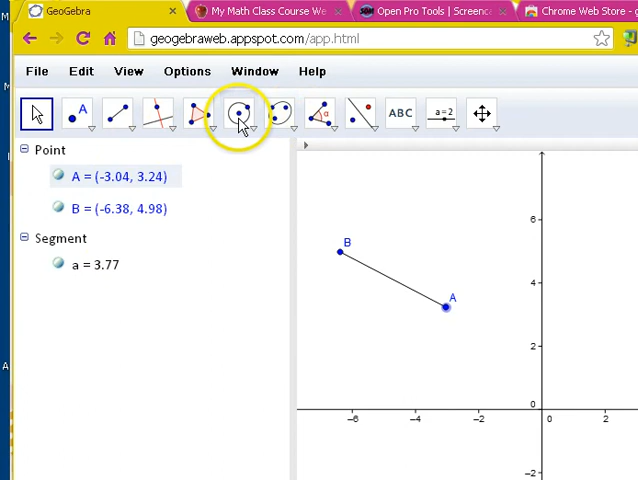 GeoGebra × My Math Class Course We × Open Pro Tools | Screenca × Chrome Web Store - g
geogebraweb.appspot.com/app.html
File Edit View Options Window Help
A ABC a=2
α
Point
A = (-3.04, 3.24)
B = (-6.38, 4.98)
Segment
a = 3.77
6
B
4
A
2
0
-6 -4 -2 0 2
-2